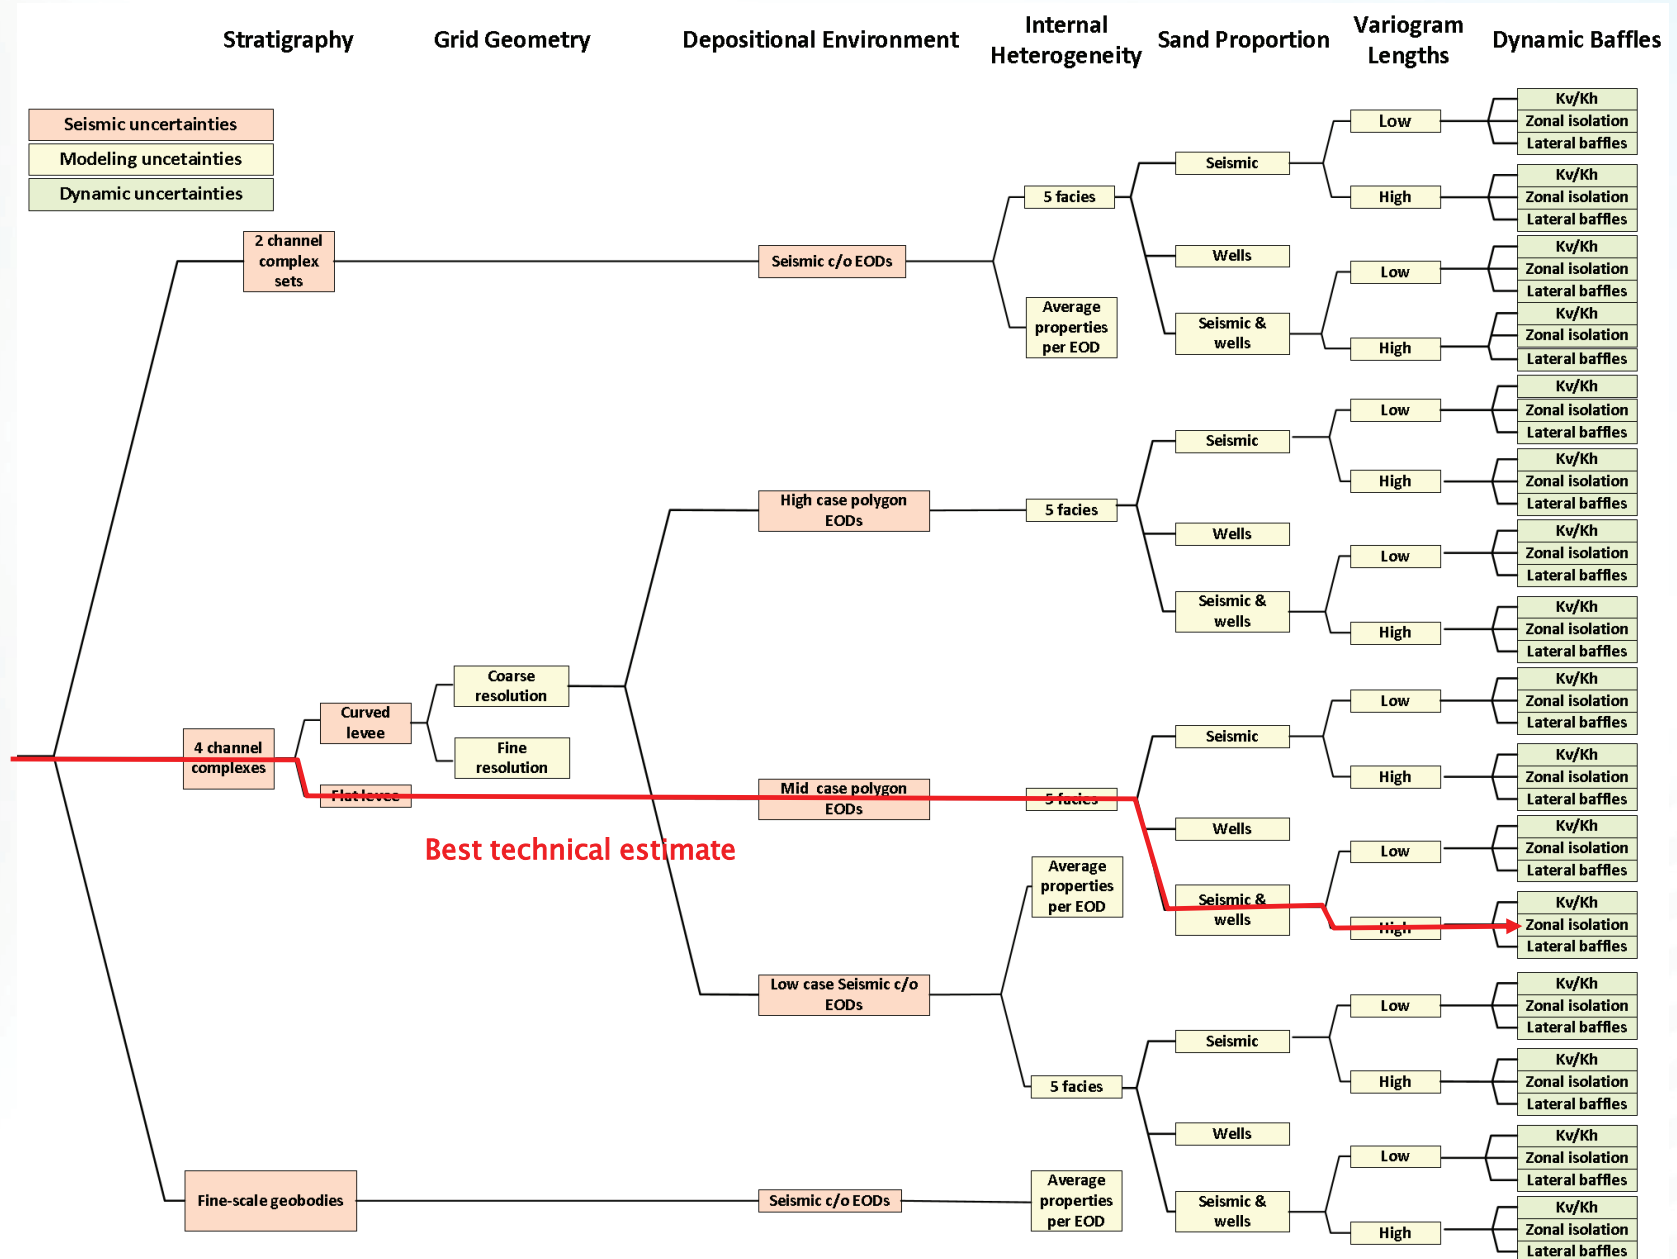 Stratigraphy
Grid Geometry
Depositional Environment
Internal
Heterogeneity
Sand Proportion
Variogram
Lengths
Dynamic Baffles
Seismic uncertainties
Modeling uncetainties
Dynamic uncertainties
2 channel
complex
sets
Seismic c/o EODs
5 facies
Average
properties
per EOD
Seismic
Wells
Seismic &
wells
Low
High
Low
High
Kv/Kh
Zonal isolation
Lateral baffles
Kv/Kh
Zonal isolation
Lateral baffles
Kv/Kh
Zonal isolation
Lateral baffles
Kv/Kh
Zonal isolation
Lateral baffles
4 channel
complexes
Curved
levee
Flat levee
Coarse
resolution
Fine
resolution
Best technical estimate
High case polygon
EODs
5 facies
Seismic
Wells
Seismic &
wells
Low
High
Low
High
Kv/Kh
Zonal isolation
Lateral baffles
Kv/Kh
Zonal isolation
Lateral baffles
Kv/Kh
Zonal isolation
Lateral baffles
Kv/Kh
Zonal isolation
Lateral baffles
Mid case polygon
EODs
5 facies
Seismic
Wells
Seismic &
wells
Low
High
Low
High
Kv/Kh
Zonal isolation
Lateral baffles
Kv/Kh
Zonal isolation
Lateral baffles
Kv/Kh
Zonal isolation
Lateral baffles
Kv/Kh
Zonal isolation
Lateral baffles
Low case Seismic c/o
EODs
Average
properties
per EOD
5 facies
Seismic
Wells
Seismic &
wells
Low
High
Low
High
Kv/Kh
Zonal isolation
Lateral baffles
Kv/Kh
Zonal isolation
Lateral baffles
Kv/Kh
Zonal isolation
Lateral baffles
Kv/Kh
Zonal isolation
Lateral baffles
Fine-scale geobodies
Seismic c/o EODs
Average
properties
per EOD